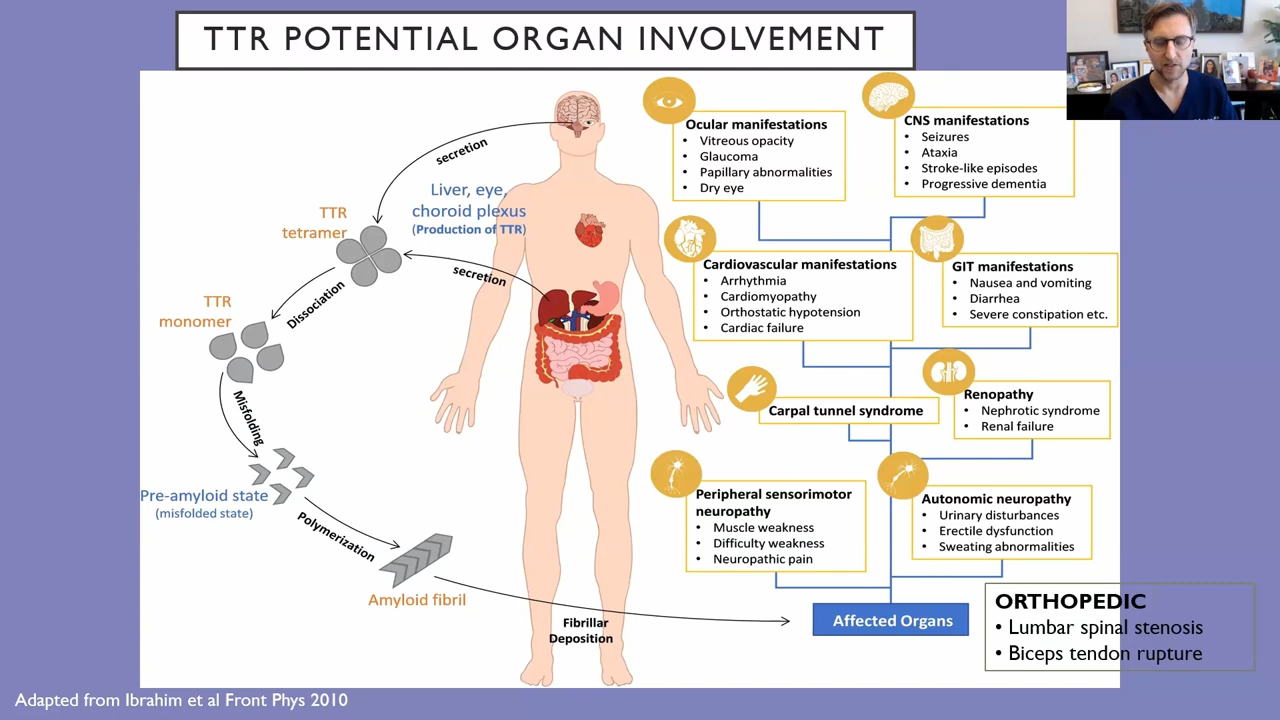 TTR POTENTIAL ORGAN INVOLVEMENT
secretion
Liver, eye,
choroid plexus
(Production of TTR)
TTR
tetramer
secretion
Dissociation
TTR
monomer
Misfolding
Pre-amyloid state
(misfolded state)
Polymerization
Amyloid fibril
Fibrillar
Deposition
Ocular manifestations
• Vitreous opacity
• Glaucoma
• Papillary abnormalities
• Dry eye
CNS manifestations
• Seizures
• Ataxia
• Stroke-like episodes
• Progressive dementia
Cardiovascular manifestations
• Arrhythmia
• Cardiomyopathy
• Orthostatic hypotension
• Cardiac failure
GIT manifestations
• Nausea and vomiting
• Diarrhea
• Severe constipation etc.
Carpal tunnel syndrome
Renopathy
• Nephrotic syndrome
• Renal failure
Peripheral sensorimotor
neuropathy
• Muscle weakness
• Difficulty weakness
• Neuropathic pain
Autonomic neuropathy
• Urinary disturbances
• Erectile dysfunction
• Sweating abnormalities
Affected Organs
ORTHOPEDIC
• Lumbar spinal stenosis
• Biceps tendon rupture
Adapted from Ibrahim et al Front Phys 2010